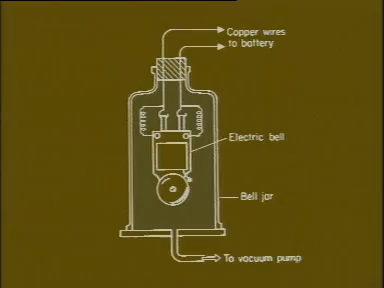 Copper wires
to battery
Electric bell
Bell jar
To vacuum pump